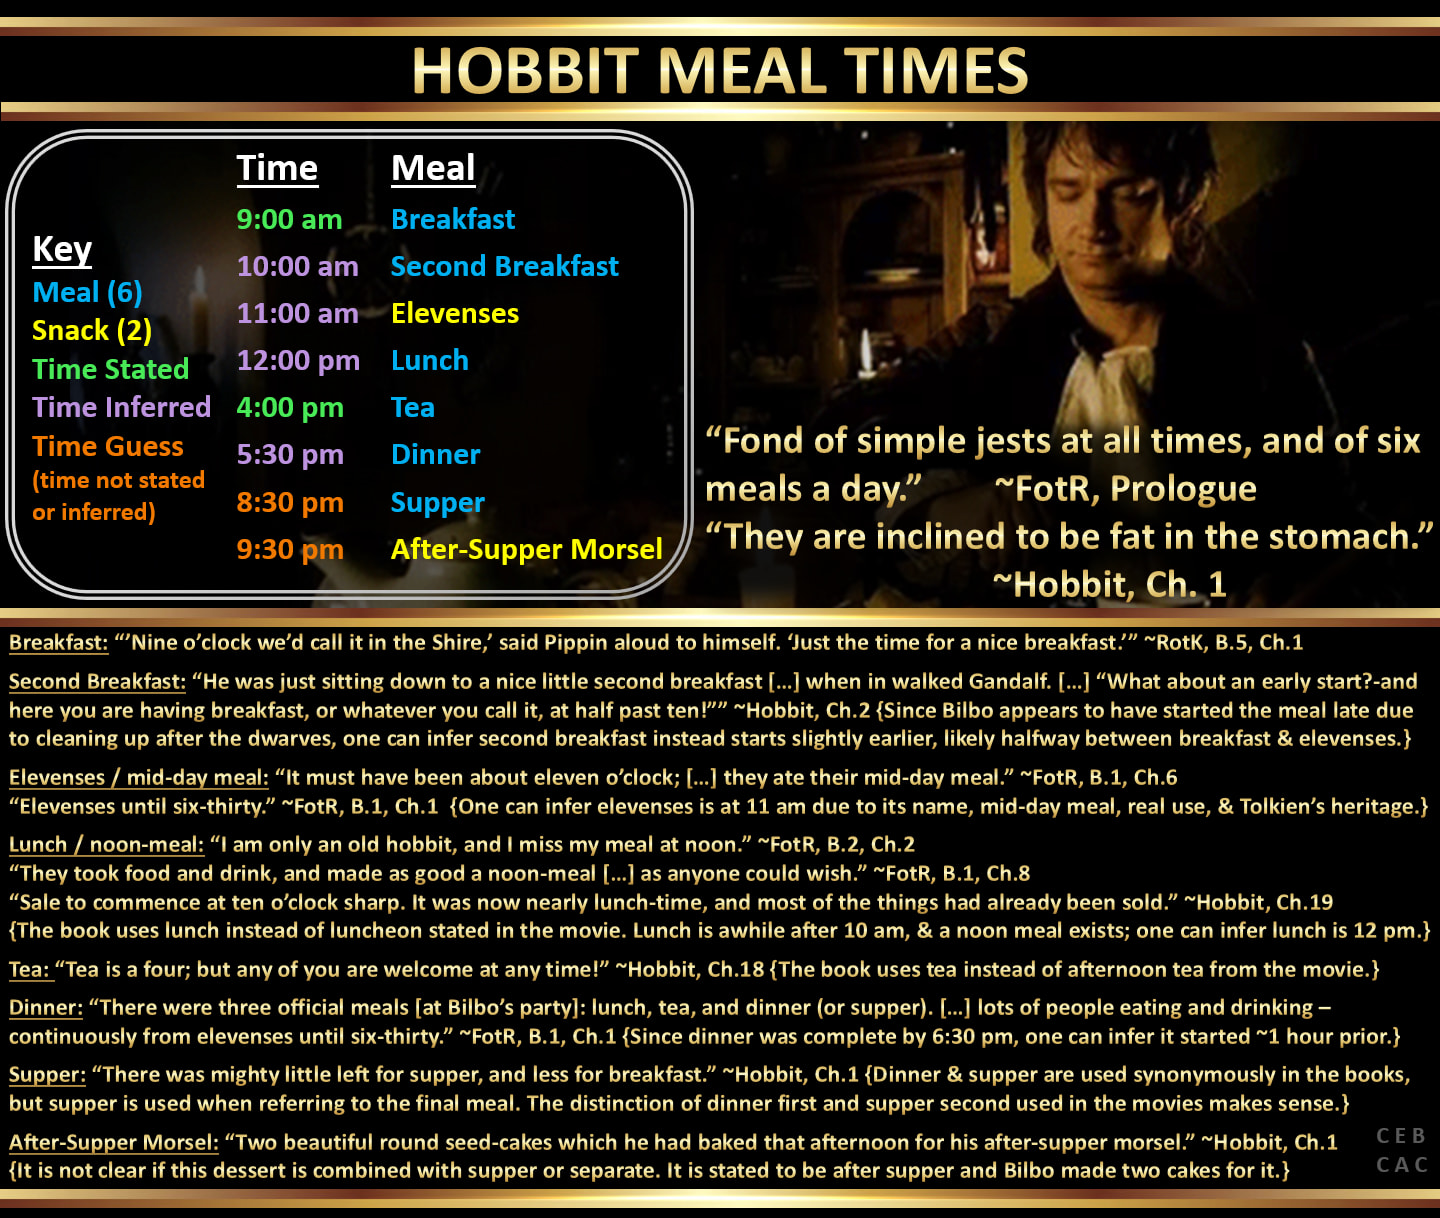 HOBBIT MEAL TIMES
Key
Meal (6)
Snack (2)
Time Stated
Time Inferred
Time Guess
(time not stated
or inferred)
Time Meal
9:00 am Breakfast
10:00 am Second Breakfast
11:00 am Elevenses
12:00 pm Lunch
4:00 pm Tea
5:30 pm Dinner
8:30 pm Supper
9:30 pm After-Supper Morsel
“Fond of simple jests at all times, and of six
meals a day.” ~FotR, Prologue
“They are inclined to be fat in the stomach.”
~Hobbit, Ch. 1
Breakfast: “’Nine o’clock we’d call it in the Shire,’ said Pippin aloud to himself. ‘Just the time for a nice breakfast.’” ~RotK, B.5, Ch.1
Second Breakfast: “He was just sitting down to a nice little second breakfast […] when in walked Gandalf. […] “What about an early start?-and
here you are having breakfast, or whatever you call it, at half past ten!”” ~Hobbit, Ch.2 {Since Bilbo appears to have started the meal late due
to cleaning up after the dwarves, one can infer second breakfast instead starts slightly earlier, likely halfway between breakfast & elevenses.}
Elevenses / mid-day meal: “It must have been about eleven o’clock; […] they ate their mid-day meal.” ~FotR, B.1, Ch.6
“Elevenses until six-thirty.” ~FotR, B.1, Ch.1 {One can infer elevenses is at 11 am due to its name, mid-day meal, real use, & Tolkien’s heritage.}
Lunch / noon-meal: “I am only an old hobbit, and I miss my meal at noon.” ~FotR, B.2, Ch.2
“They took food and drink, and made as good a noon-meal […] as anyone could wish.” ~FotR, B.1, Ch.8
“Sale to commence at ten o’clock sharp. It was now nearly lunch-time, and most of the things had already been sold.” ~Hobbit, Ch.19
{The book uses lunch instead of luncheon stated in the movie. Lunch is awhile after 10 am, & a noon meal exists; one can infer lunch is 12 pm.}
Tea: “Tea is a four; but any of you are welcome at any time!” ~Hobbit, Ch.18 {The book uses tea instead of afternoon tea from the movie.}
Dinner: “There were three official meals [at Bilbo’s party]: lunch, tea, and dinner (or supper). […] lots of people eating and drinking –
continuously from elevenses until six-thirty.” ~FotR, B.1, Ch.1 {Since dinner was complete by 6:30 pm, one can infer it started ~1 hour prior.}
Supper: “There was mighty little left for supper, and less for breakfast.” ~Hobbit, Ch.1 {Dinner & supper are used synonymously in the books,
but supper is used when referring to the final meal. The distinction of dinner first and supper second used in the movies makes sense.}
After-Supper Morsel: “Two beautiful round seed-cakes which he had baked that afternoon for his after-supper morsel.” ~Hobbit, Ch.1
{It is not clear if this dessert is combined with supper or separate. It is stated to be after supper and Bilbo made two cakes for it.}
CEB
CAC